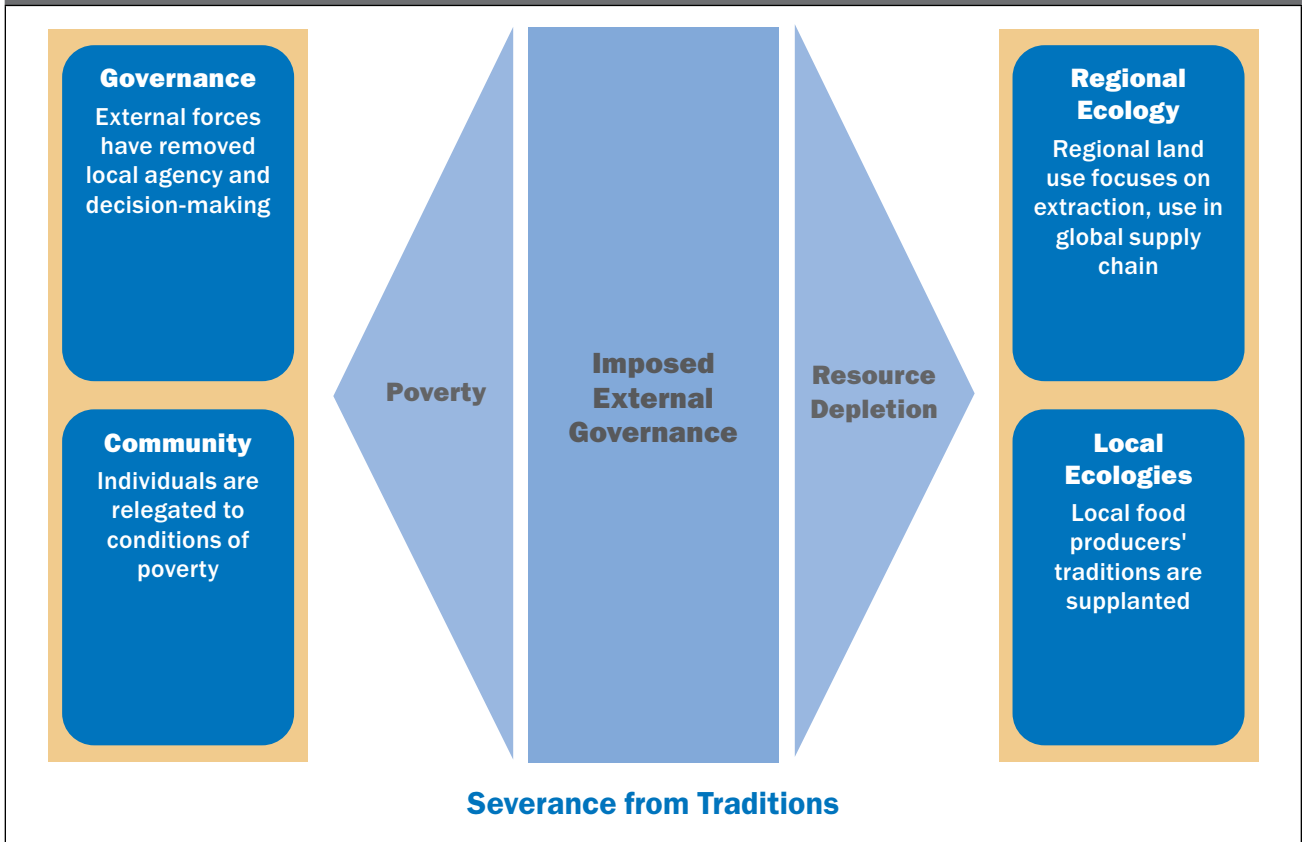 Governance
External forces
have removed
local agency and
decision-making
Community
Individuals are
relegated to
conditions of
poverty
Poverty
Imposed
External
Governance
Resource
Depletion
Regional
Ecology
Regional land
use focuses on
extraction, use in
global supply
chain
Local
Ecologies
Local food
producers'
traditions are
supplanted
Severance from Traditions